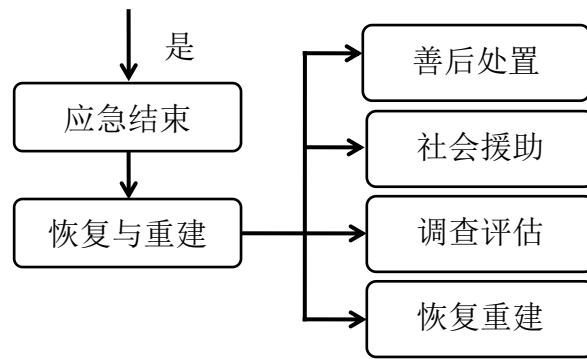 是
应急结束
恢复与重建
善后处置
社会援助
调查评估
恢复重建